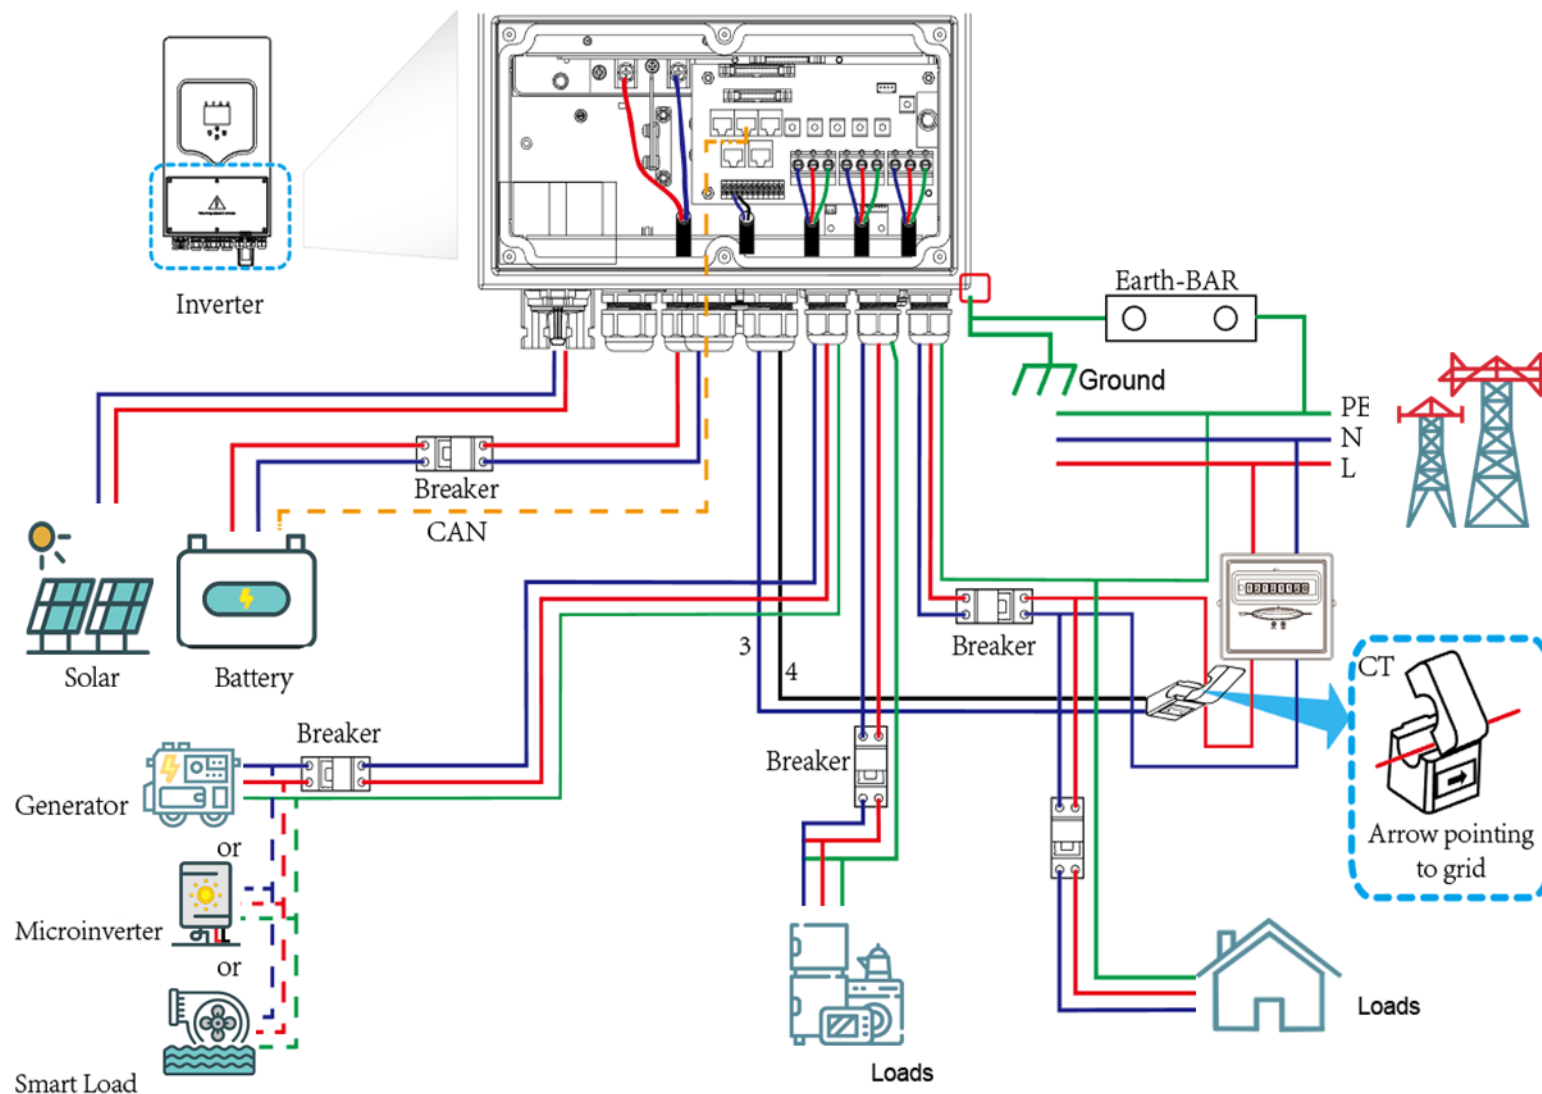 Inverter
Earth-BAR
Ground
PE
N
L
Breaker
CAN
Solar
Battery
3
4
Breaker
CT
Breaker
Breaker
Generator
or
Arrow pointing
to grid
Microinverter
or
Loads
Smart Load
Loads